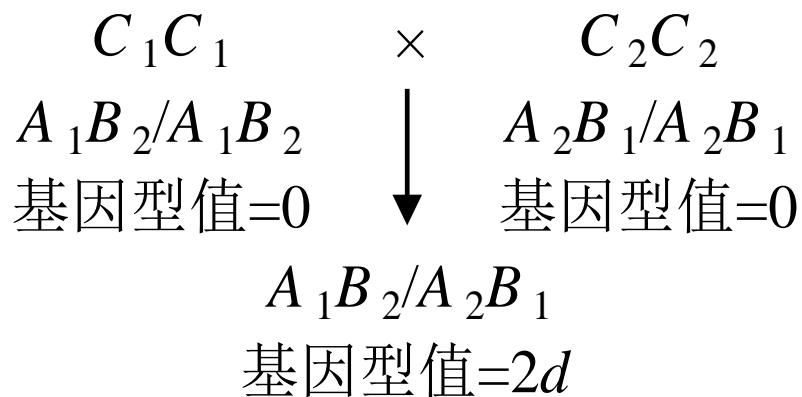 C₁C₁ × C₂C₂
A₁B₂/A₁B₂ A₂B₁/A₂B₁
基因型值=0 基因型值=0
A₁B₂/A₂B₁
基因型值=2d